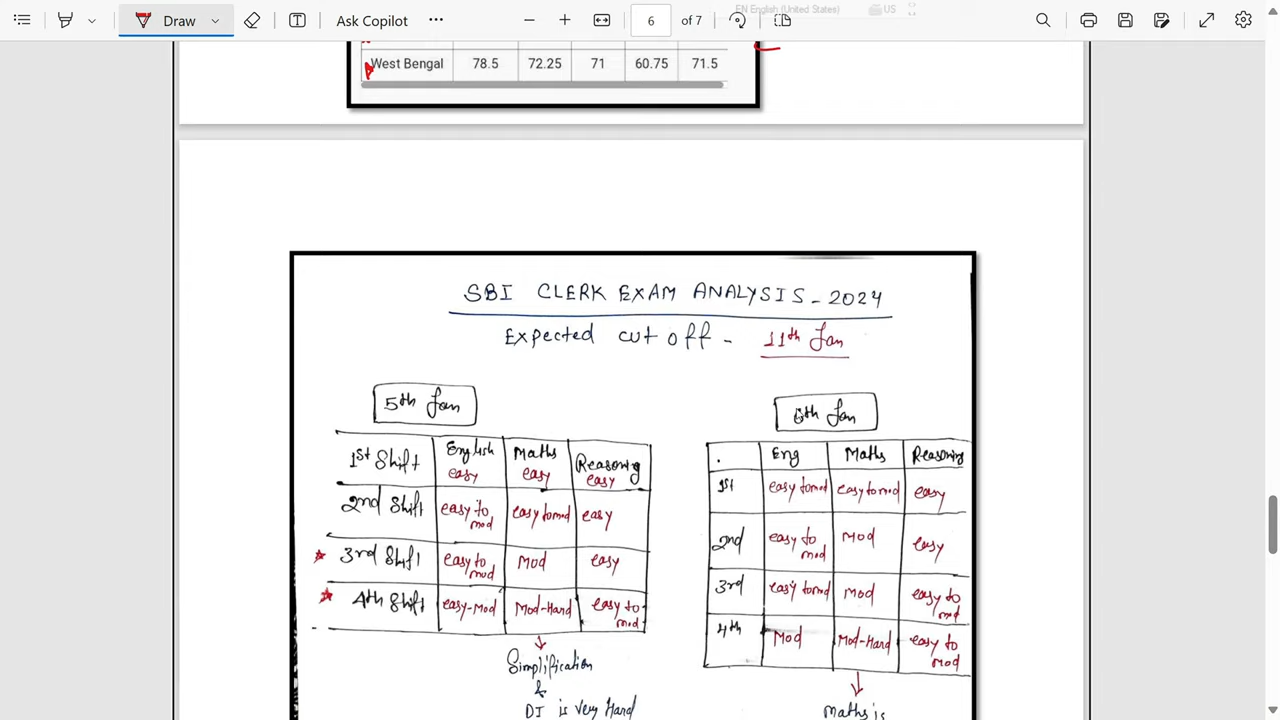 EN English (United States)
US
Draw
Ask Copilot
6 of 7
West Bengal 78.5 72.25 71 60.75 71.5
SBI CLERK EXAM ANALYSIS - 2024
Expected cut off - 11th Jan
5th Jan
1st Shift English easy Maths easy Reasoning easy
2nd Shift easy to mod easy to mod easy
3rd Shift easy to mod Mod easy
4th Shift easy-Mod Mod-Hard easy to mod
Simplification
&
DI is very Hard
6th Jan
Eng Maths Reasoning
1st easy to mod easy to mod easy
2nd easy to mod Mod easy
3rd easy to mod mod easy to mod
4th Mod Mod-Hard easy to mod
Maths is